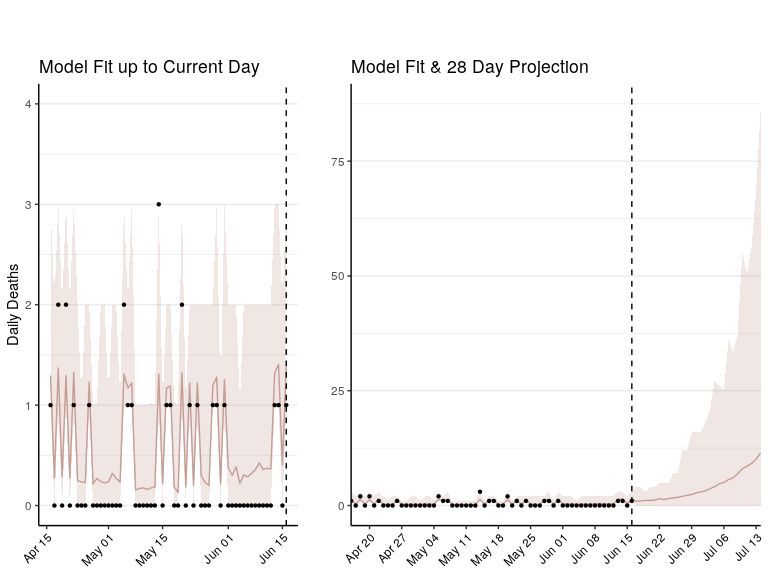 Model Fit up to Current Day
Daily Deaths
4
3
2
1
0
Apr 15
May 01
May 15
Jun 01
Jun 15
Model Fit & 28 Day Projection
75
50
25
0
Apr 20
Apr 27
May 04
May 11
May 18
May 25
Jun 01
Jun 08
Jun 15
Jun 22
Jun 29
Jul 06
Jul 13